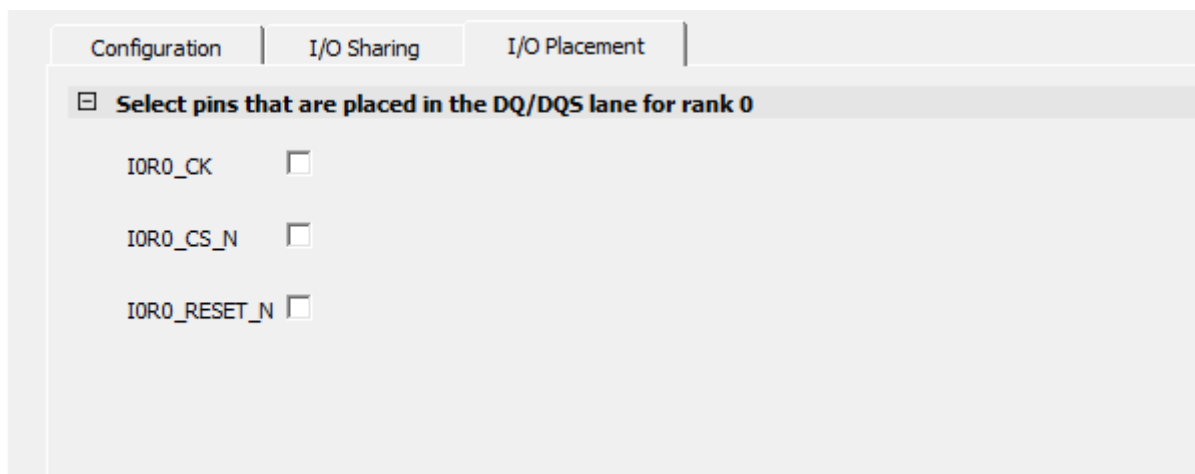 Configuration I/O Sharing I/O Placement
Select pins that are placed in the DQ/DQS lane for rank 0
I0R0_CK
I0R0_CS_N
I0R0_RESET_N